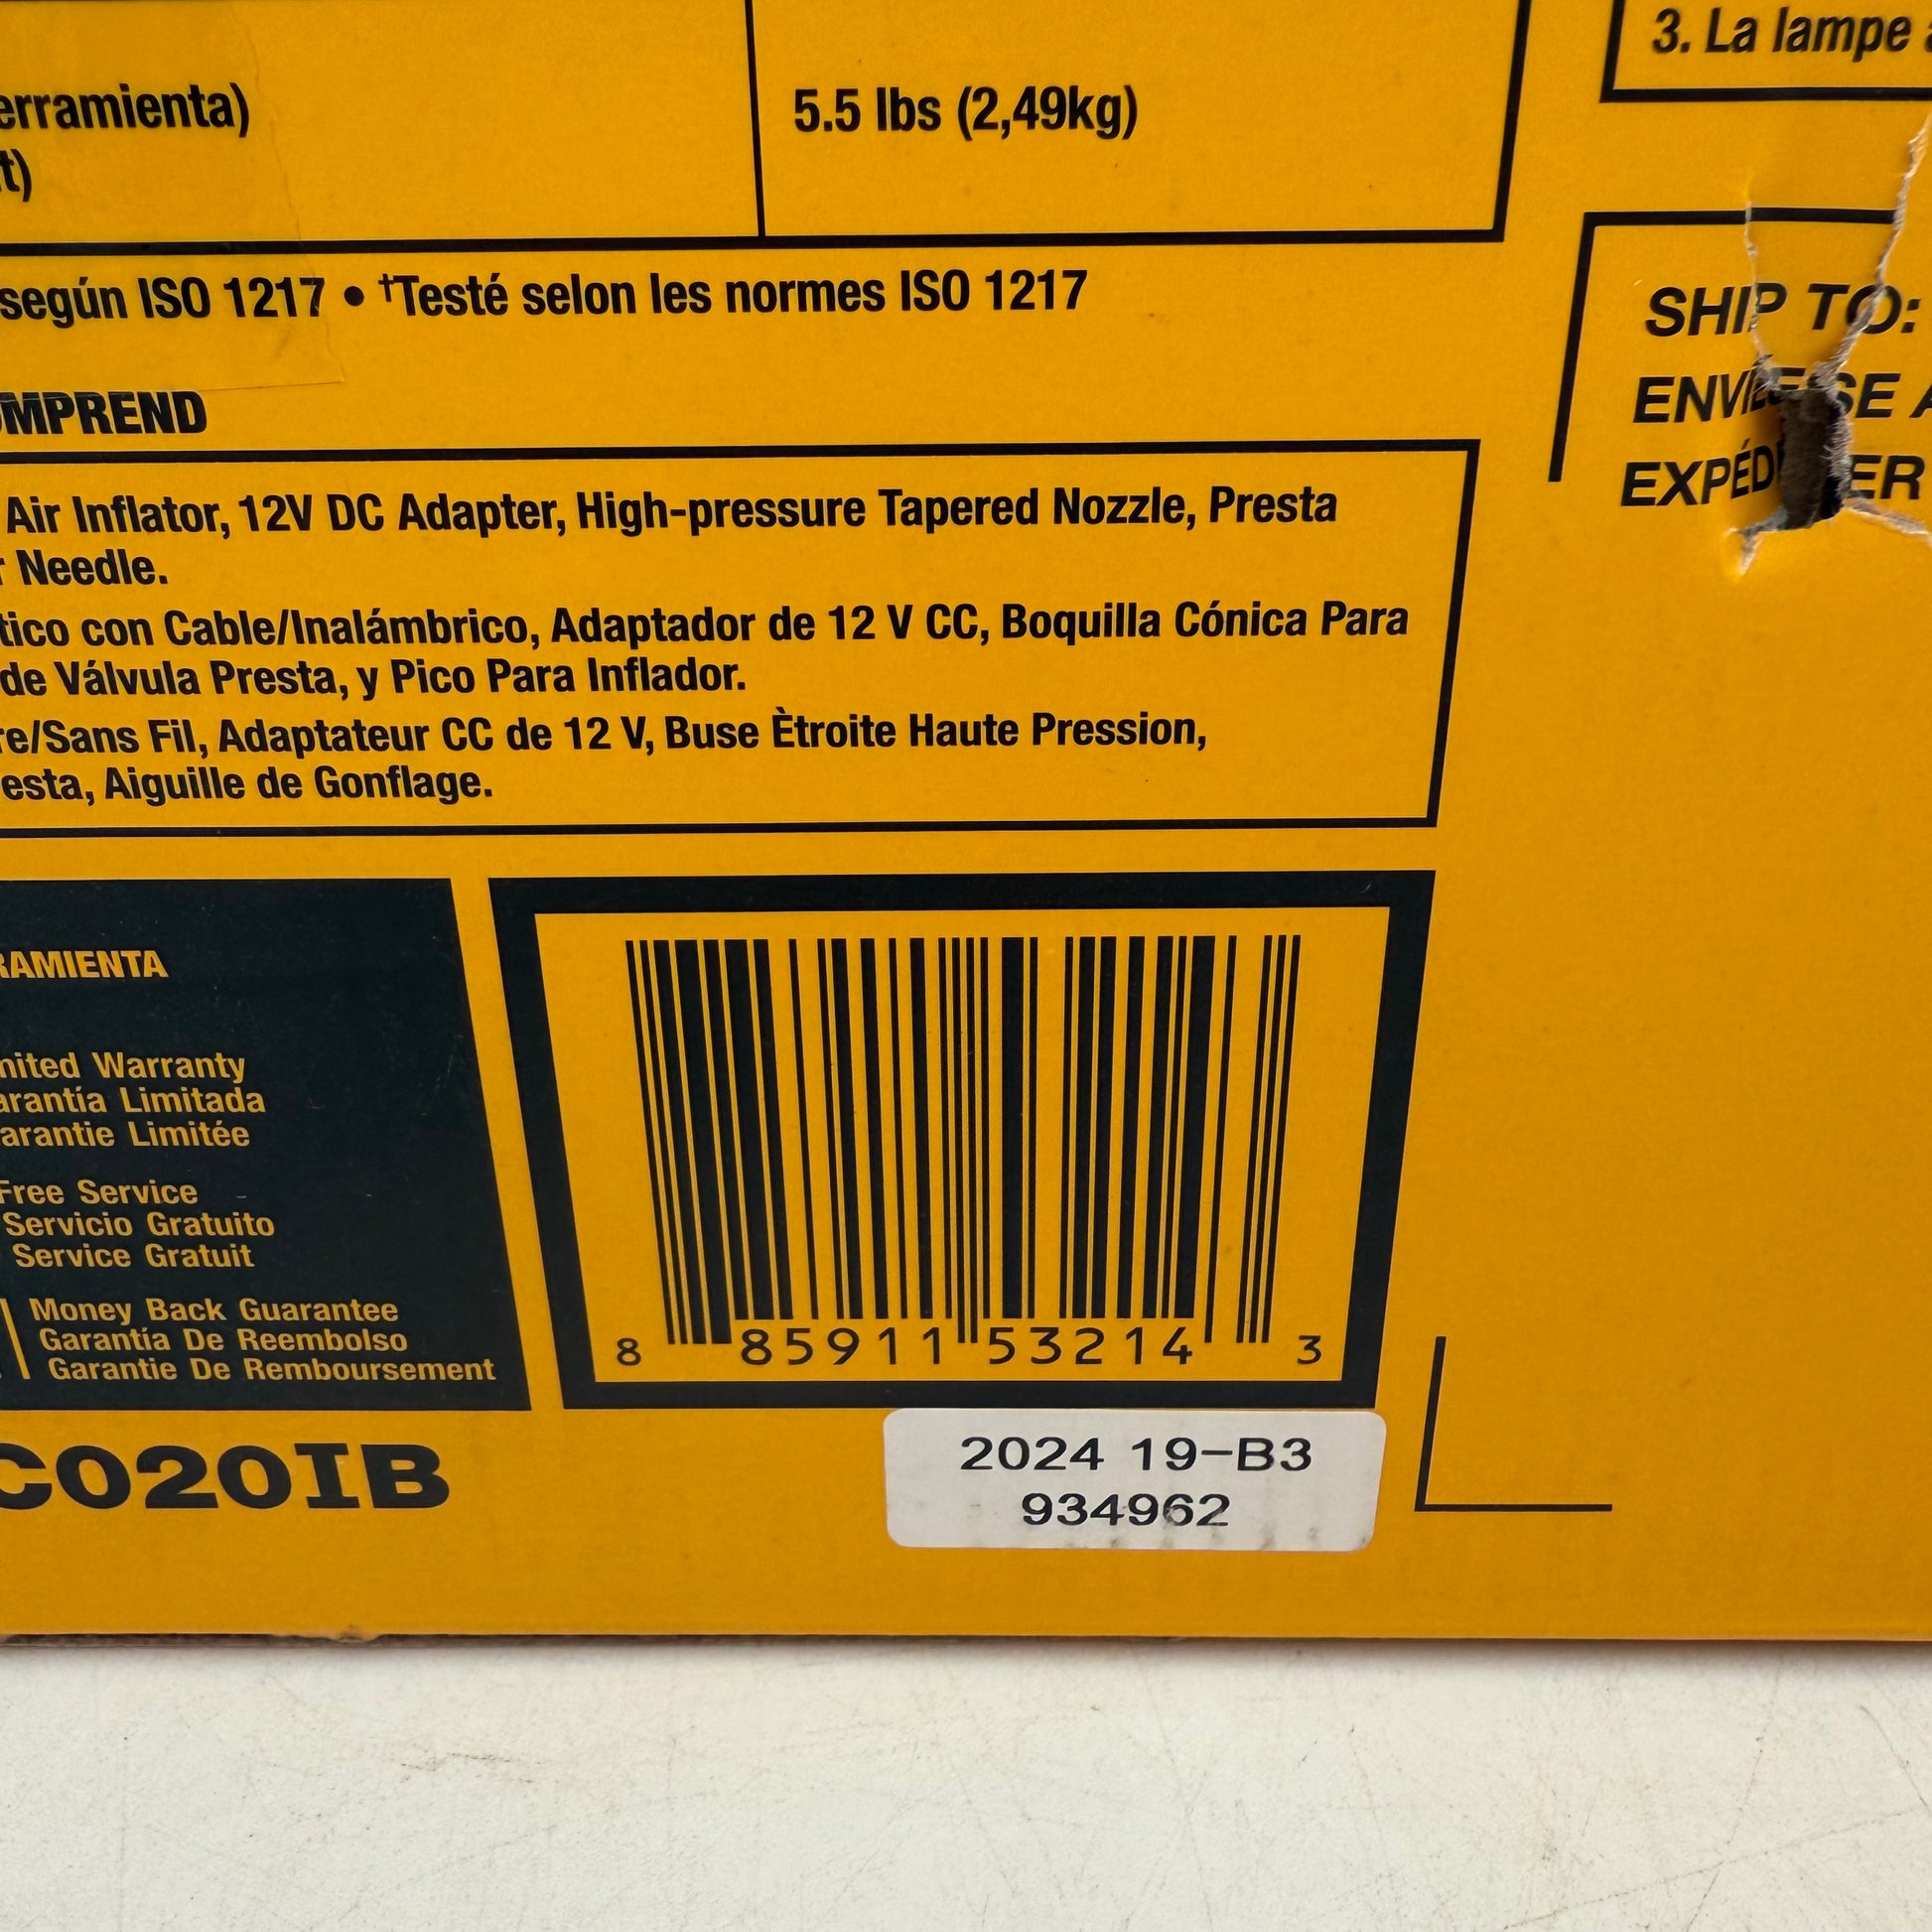 erramienta)
t)
5.5 lbs (2,49kg)
3. La lampe
según ISO 1217 • †Testé selon les normes ISO 1217
SHIP TO:
ENVÍESE A
EXPÉDIER
OMPREND
Air Inflator, 12V DC Adapter, High-pressure Tapered Nozzle, Presta
r Needle.
tico con Cable/Inalámbrico, Adaptador de 12 V CC, Boquilla Cónica Para
de Válvula Presta, y Pico Para Inflador.
re/Sans Fil, Adaptateur CC de 12 V, Buse Ètroite Haute Pression,
esta, Aiguille de Gonflage.
RAMIENTA
mited Warranty
arantía Limitada
arantie Limitée
Free Service
Servicio Gratuito
Service Gratuit
Money Back Guarantee
Garantía De Reembolso
Garantie De Remboursement
8 85911 53214 3
C020IB
2024 19-B3
934962